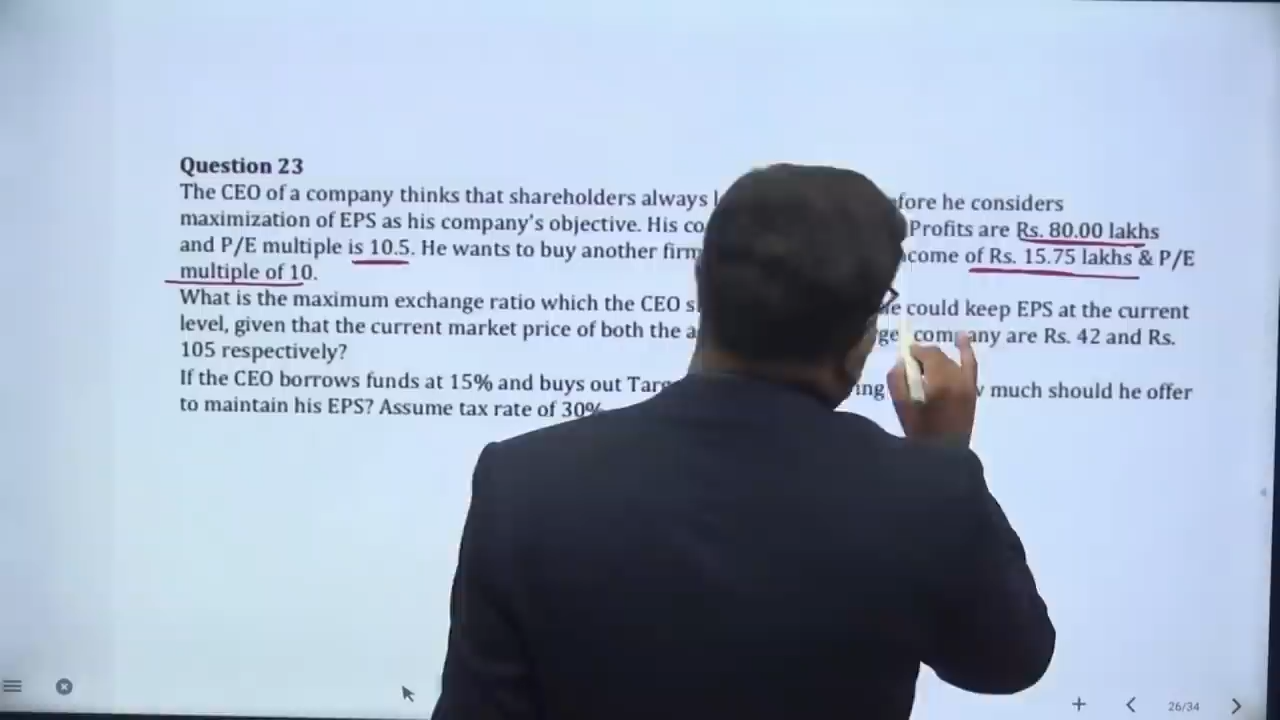 Question 23
The CEO of a company thinks that shareholders always he considers
maximization of EPS as his company's objective. His Profits are Rs. 80.00 lakhs
and P/E multiple is 10.5. He wants to buy another firm of Rs. 15.75 lakhs & P/E
multiple of 10.
What is the maximum exchange ratio which the CEO could keep EPS at the current
level, given that the current market price of both the company are Rs. 42 and Rs.
105 respectively?
If the CEO borrows funds at 15% and buys out much should he offer
to maintain his EPS? Assume tax rate of 30%
26/34